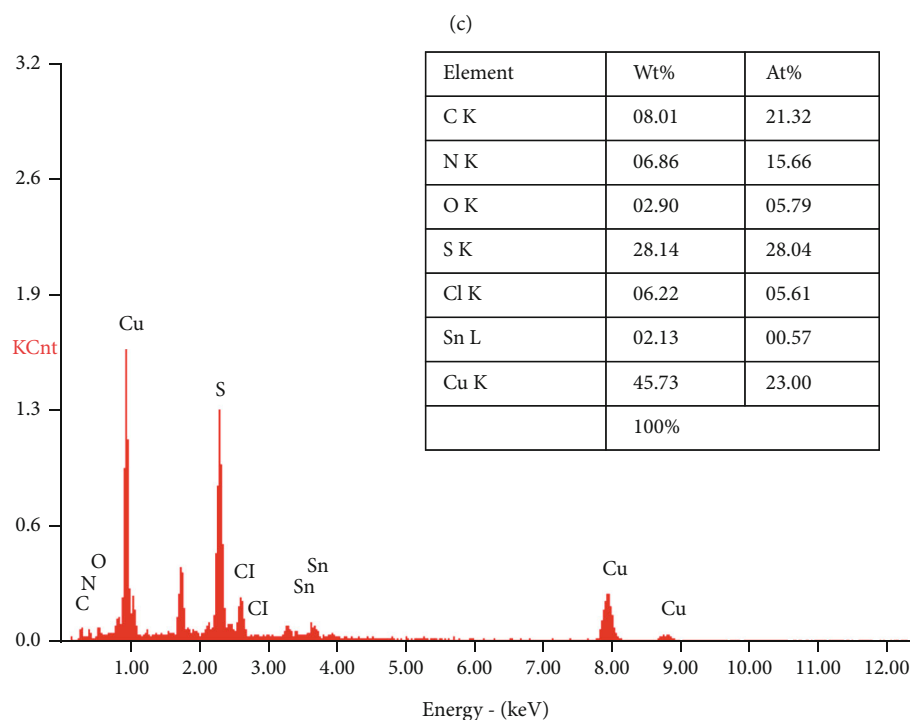 (c)
3.2
2.6
1.9
KCnt
1.3
0.6
0.0
Element Wt% At%
C K 08.01 21.32
N K 06.86 15.66
O K 02.90 05.79
S K 28.14 28.04
Cl K 06.22 05.61
Sn L 02.13 00.57
Cu K 45.73 23.00
100%
Cu
S
O
N
C
CI
CI
Sn
Sn
Cu
Cu
1.00 2.00 3.00 4.00 5.00 6.00 7.00 8.00 9.00 10.00 11.00 12.00
Energy - (keV)